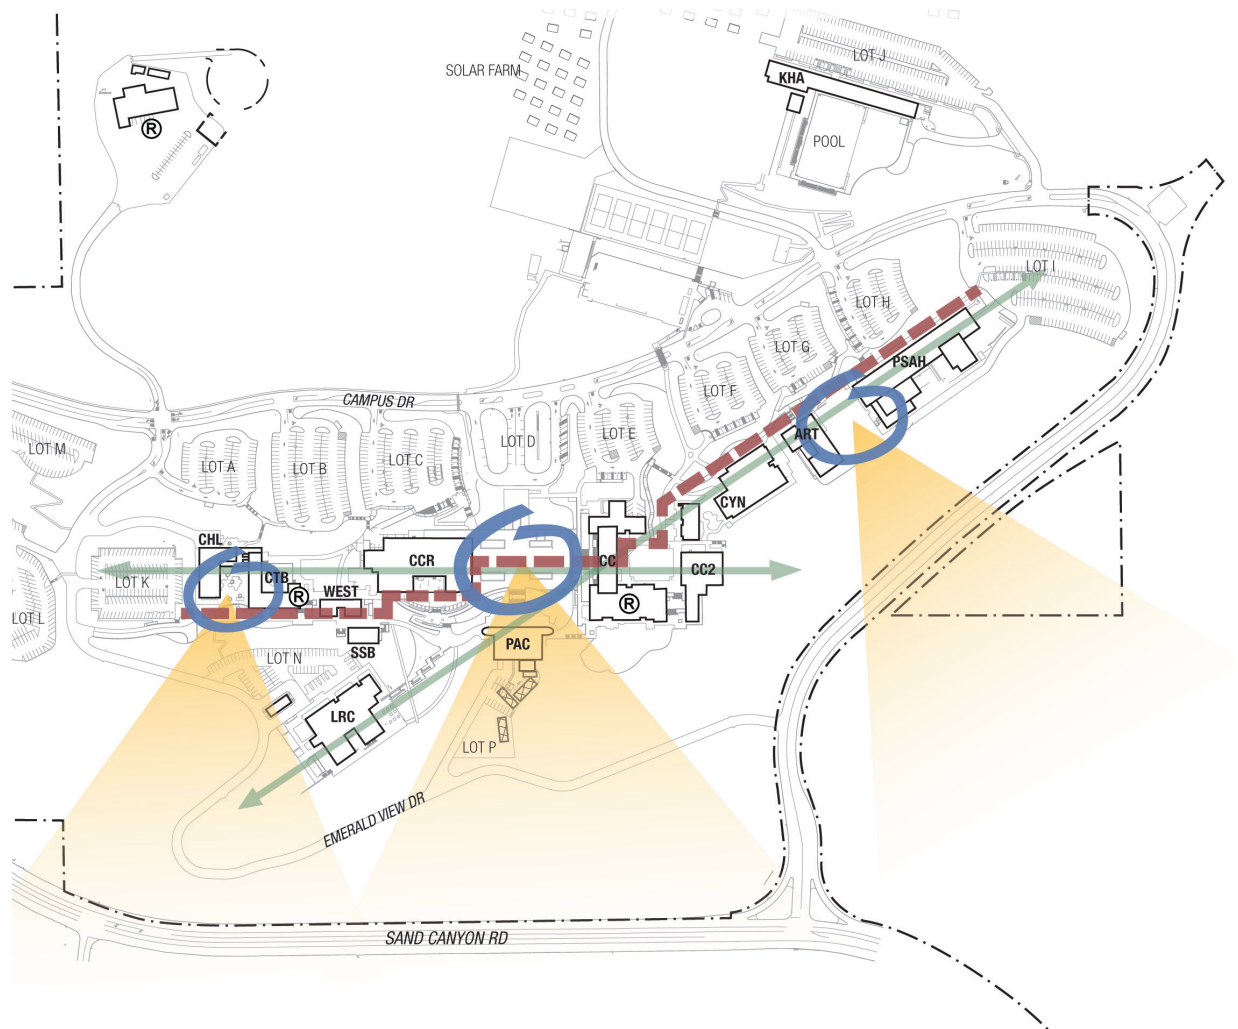 SOLAR FARM
LOT J
KHA
POOL
®
LOT I
LOT H
LOT G
PSAH
LOT F
CAMPUS DR
LOT M
LOT A
LOT B
LOT C
LOT D
LOT E
ART
CYN
CHL
CCR
CC
CC2
LOT K
CTB
WEST
®
®
LOT L
SSB
PAC
LOT N
LRC
LOT P
EMERALD VIEW DR
SAND CANYON RD